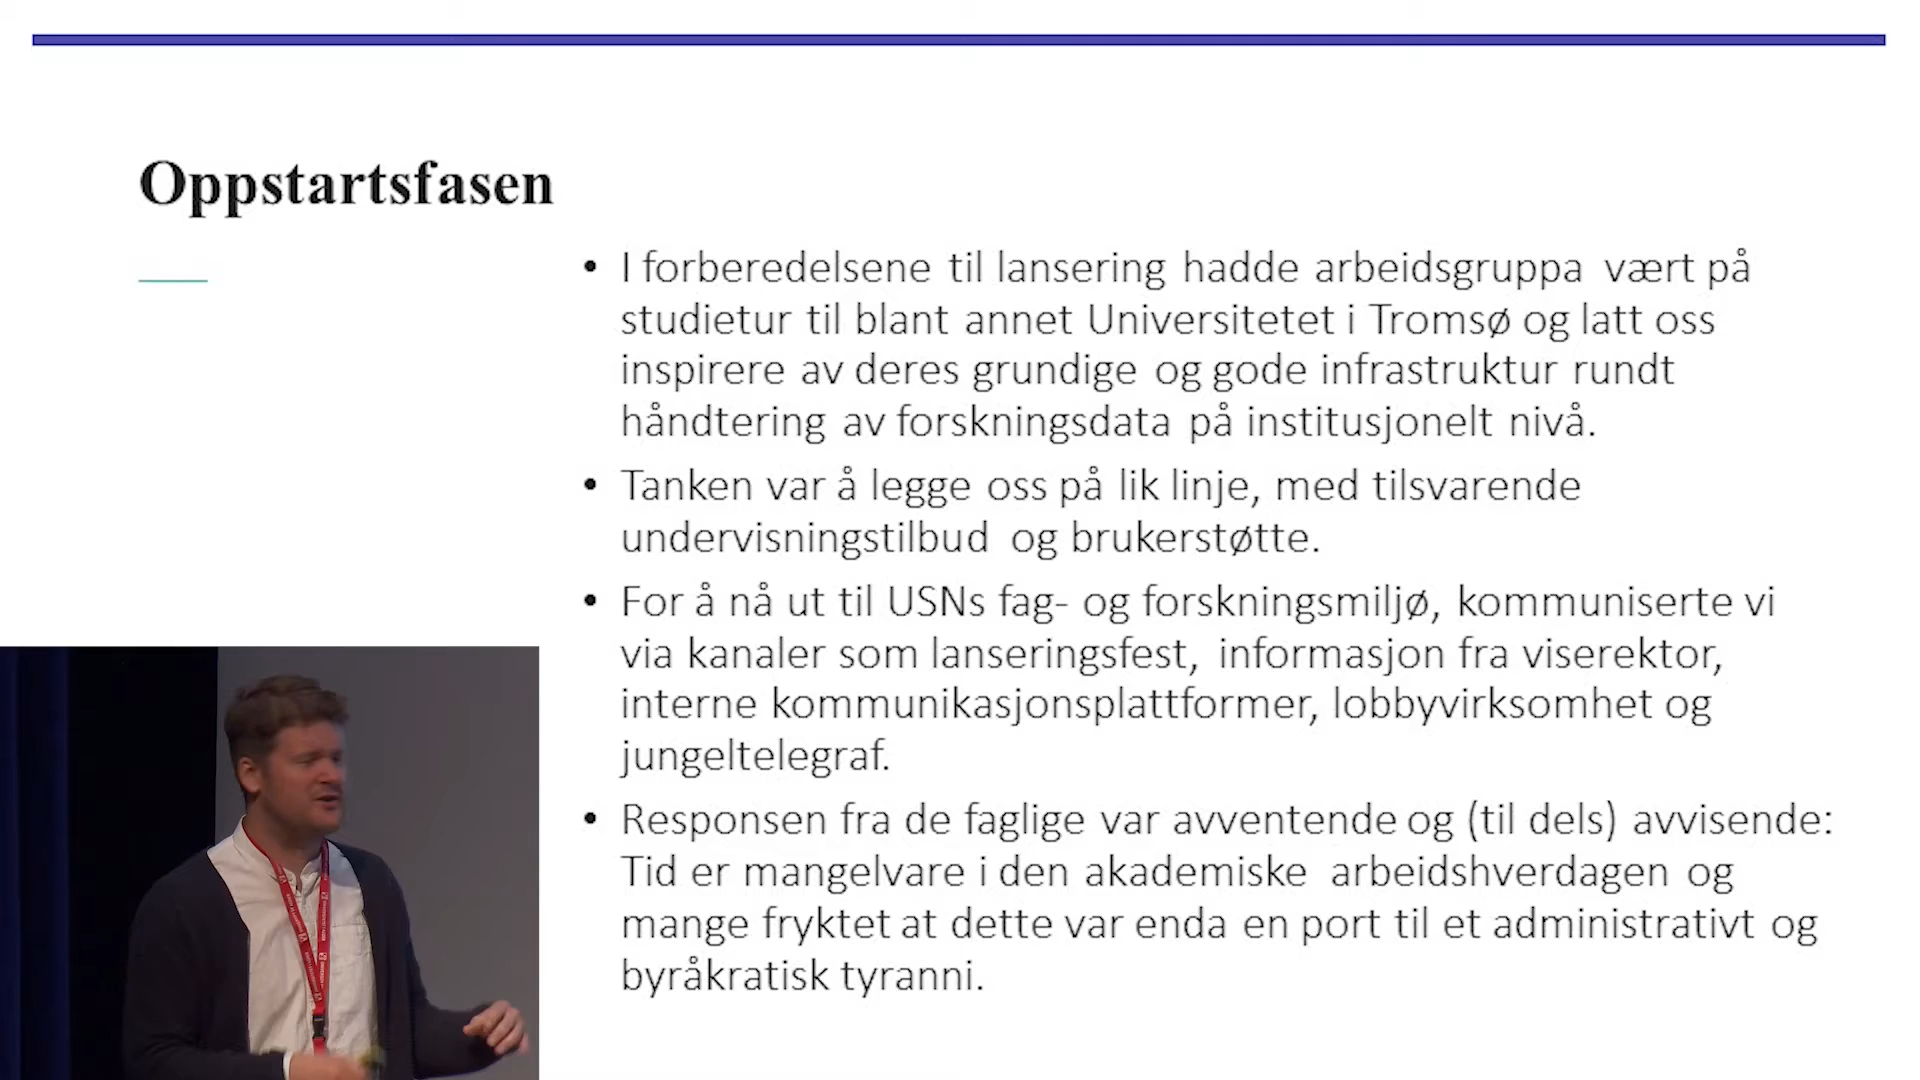 Oppstartsfasen
• I forberedelsene til lansering hadde arbeidsgruppa vært på
studietur til blant annet Universitetet i Tromsø og latt oss
inspirere av deres grundige og gode infrastruktur rundt
håndtering av forskningsdata på institusjonelt nivå.
• Tanken var å legge oss på lik linje, med tilsvarende
undervisningstilbud og brukerstøtte.
• For å nå ut til USNs fag- og forskningsmiljø, kommuniserte vi
via kanaler som lanseringsfest, informasjon fra viserektor,
interne kommunikasjonsplattformer, lobbyvirksomhet og
jungeltelegraf.
• Responsen fra de faglige var avventende og (til dels) avvisende:
Tid er mangelvare i den akademiske arbeidshverdagen og
mange fryktet at dette var enda en port til et administrativt og
byråkratisk tyranni.